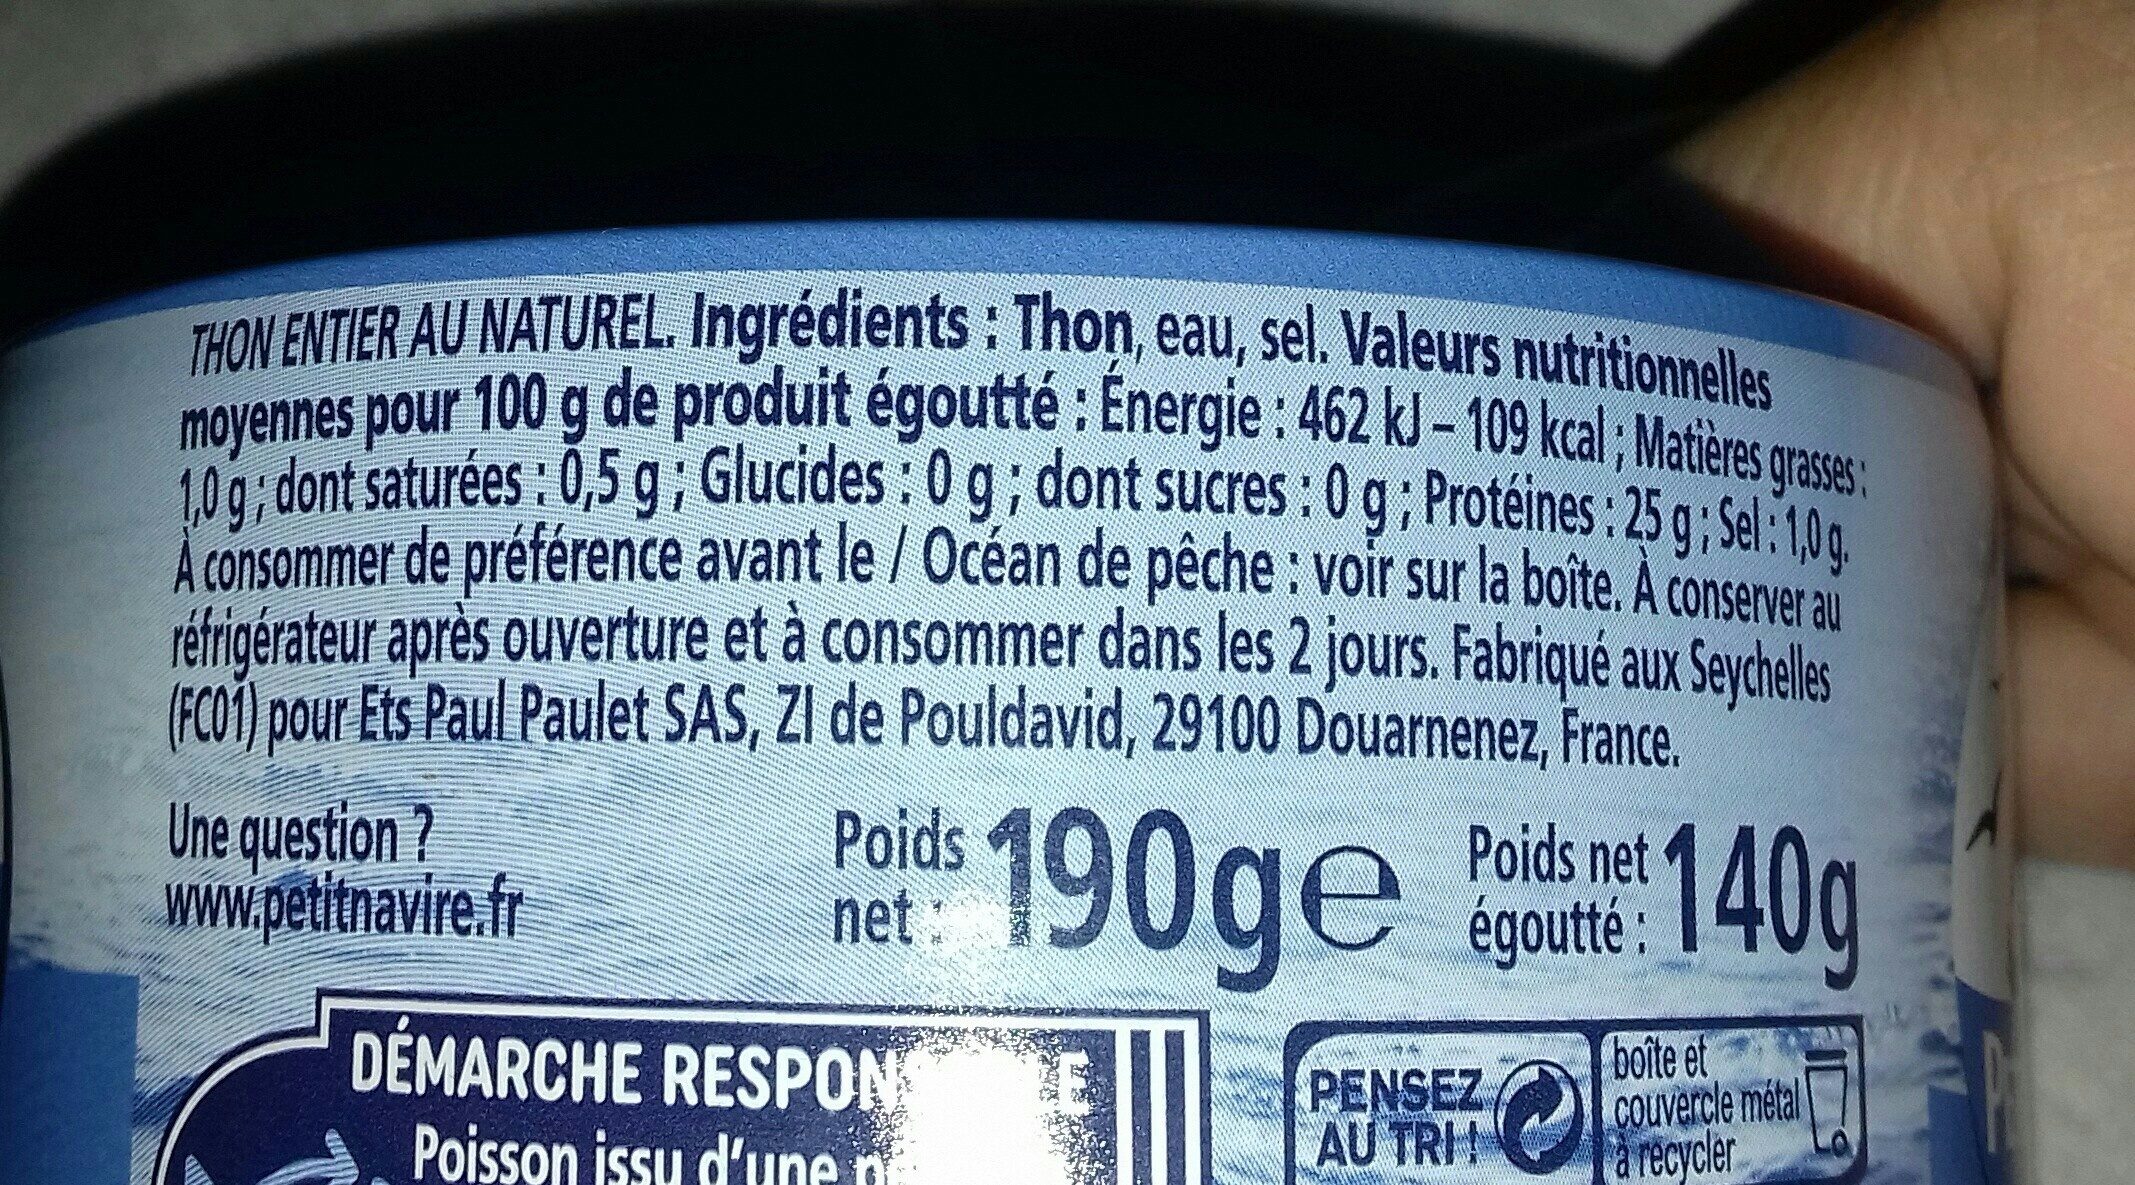 THON ENTIER AU NATUREL. Ingrédients : Thon, eau, sel. Valeurs nutritionnelles
moyennes pour 100 g de produit égoutté : Énergie : 462 kJ – 109 kcal ; Matières grasses :
1,0 g ; dont saturées : 0,5 g ; Glucides : 0 g ; dont sucres : 0 g ; Protéines : 25 g ; Sel : 1,0 g.
À consommer de préférence avant le / Océan de pêche : voir sur la boîte. À conserver au
réfrigérateur après ouverture et à consommer dans les 2 jours. Fabriqué aux Seychelles
(FC01) pour Ets Paul Paulet SAS, ZI de Pouldavid, 29100 Douarnenez, France.
Une question ?
www.petitnavire.fr
Poids
net : 190g e
Poids net
égoutté : 140g
DÉMARCHE
Poisson issu d'une
PENSEZ
AU TRI !
boîte et
couvercle métal
à recycler